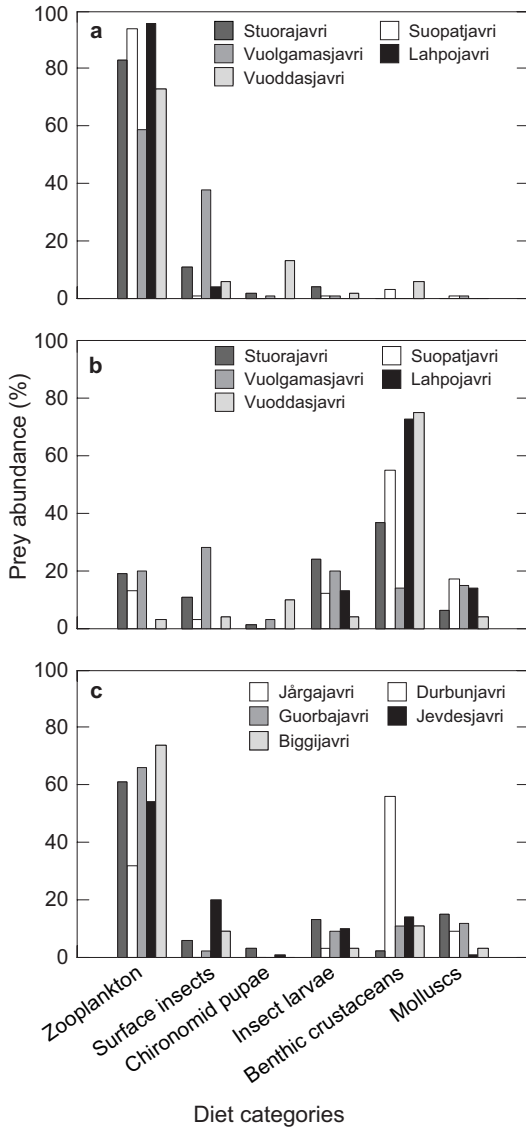 100
80
60
40
20
0
a
Stuorajavri
Suopatjavri
Vuolgamasjavri
Lahpojavri
Vuoddasjavri
100
80
60
40
20
0
b
Stuorajavri
Suopatjavri
Vuolgamasjavri
Lahpojavri
Vuoddasjavri
Prey abundance (%)
100
80
60
40
20
0
c
Jårgajavri
Durbunjavri
Guorbajavri
Jevdesjavri
Biggijavri
Zooplankton
Surface insects
Chironomid pupae
Insect larvae
Benthic crustaceans
Molluscs
Diet categories